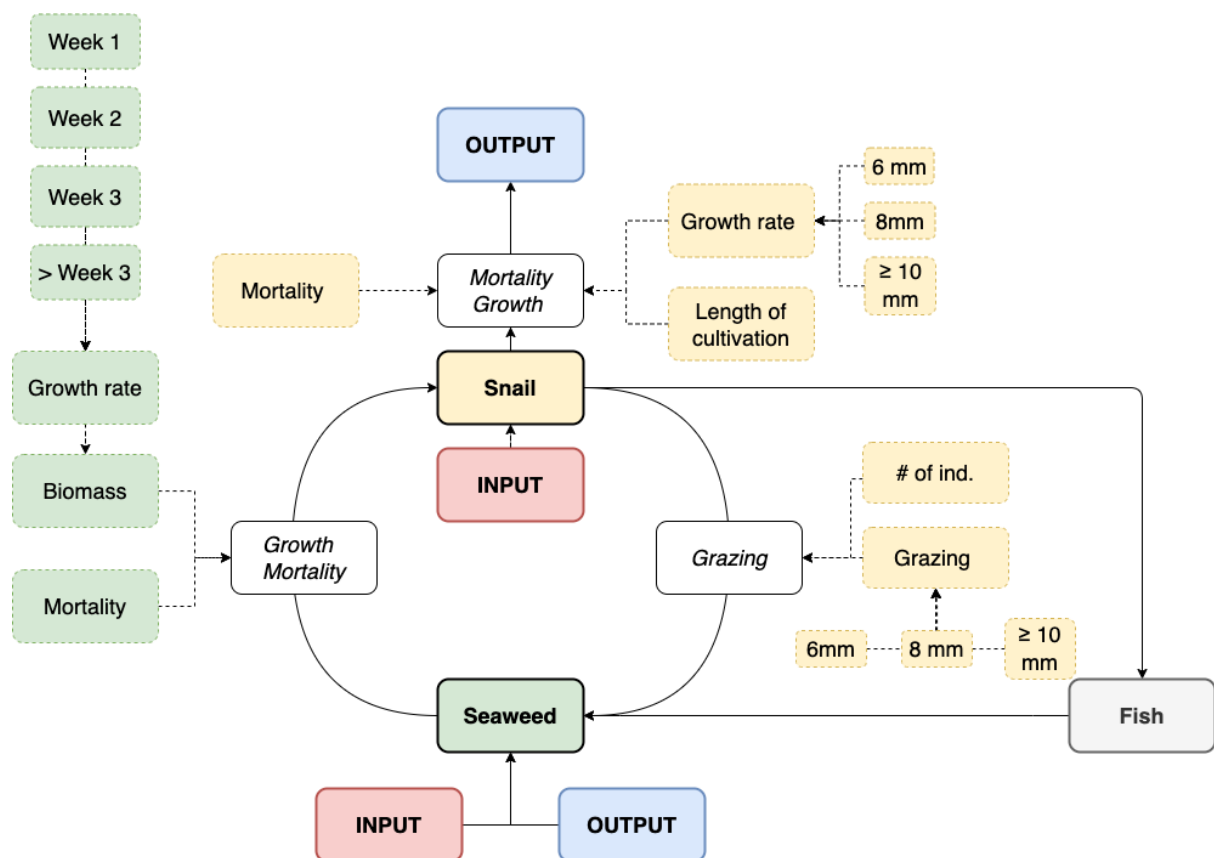 Week 1
Week 2
Week 3
> Week 3
Growth rate
Biomass
Mortality
Growth
Mortality
OUTPUT
Mortality
Mortality
Growth
Growth rate
6 mm
8mm
≥ 10
mm
Length of
cultivation
Snail
INPUT
# of ind.
Grazing
Grazing
6mm
8 mm
≥ 10
mm
Seaweed
Fish
INPUT
OUTPUT